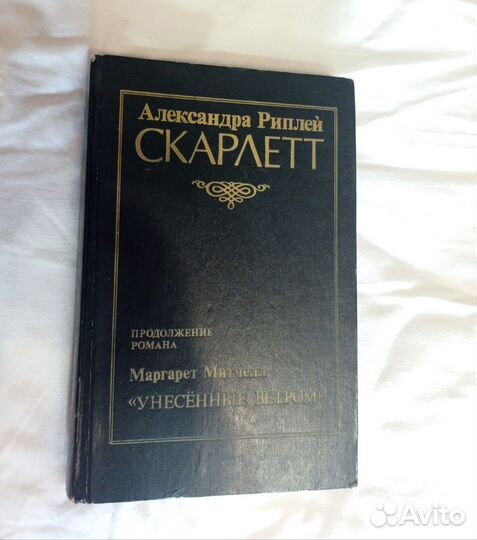 Александра Риплей
СКАРЛЕТТ
ПРОДОЛЖЕНИЕ
РОМАНА
Маргарет Митчелл
«УНЕСЁННЫЕ ВЕТРОМ»
Avito